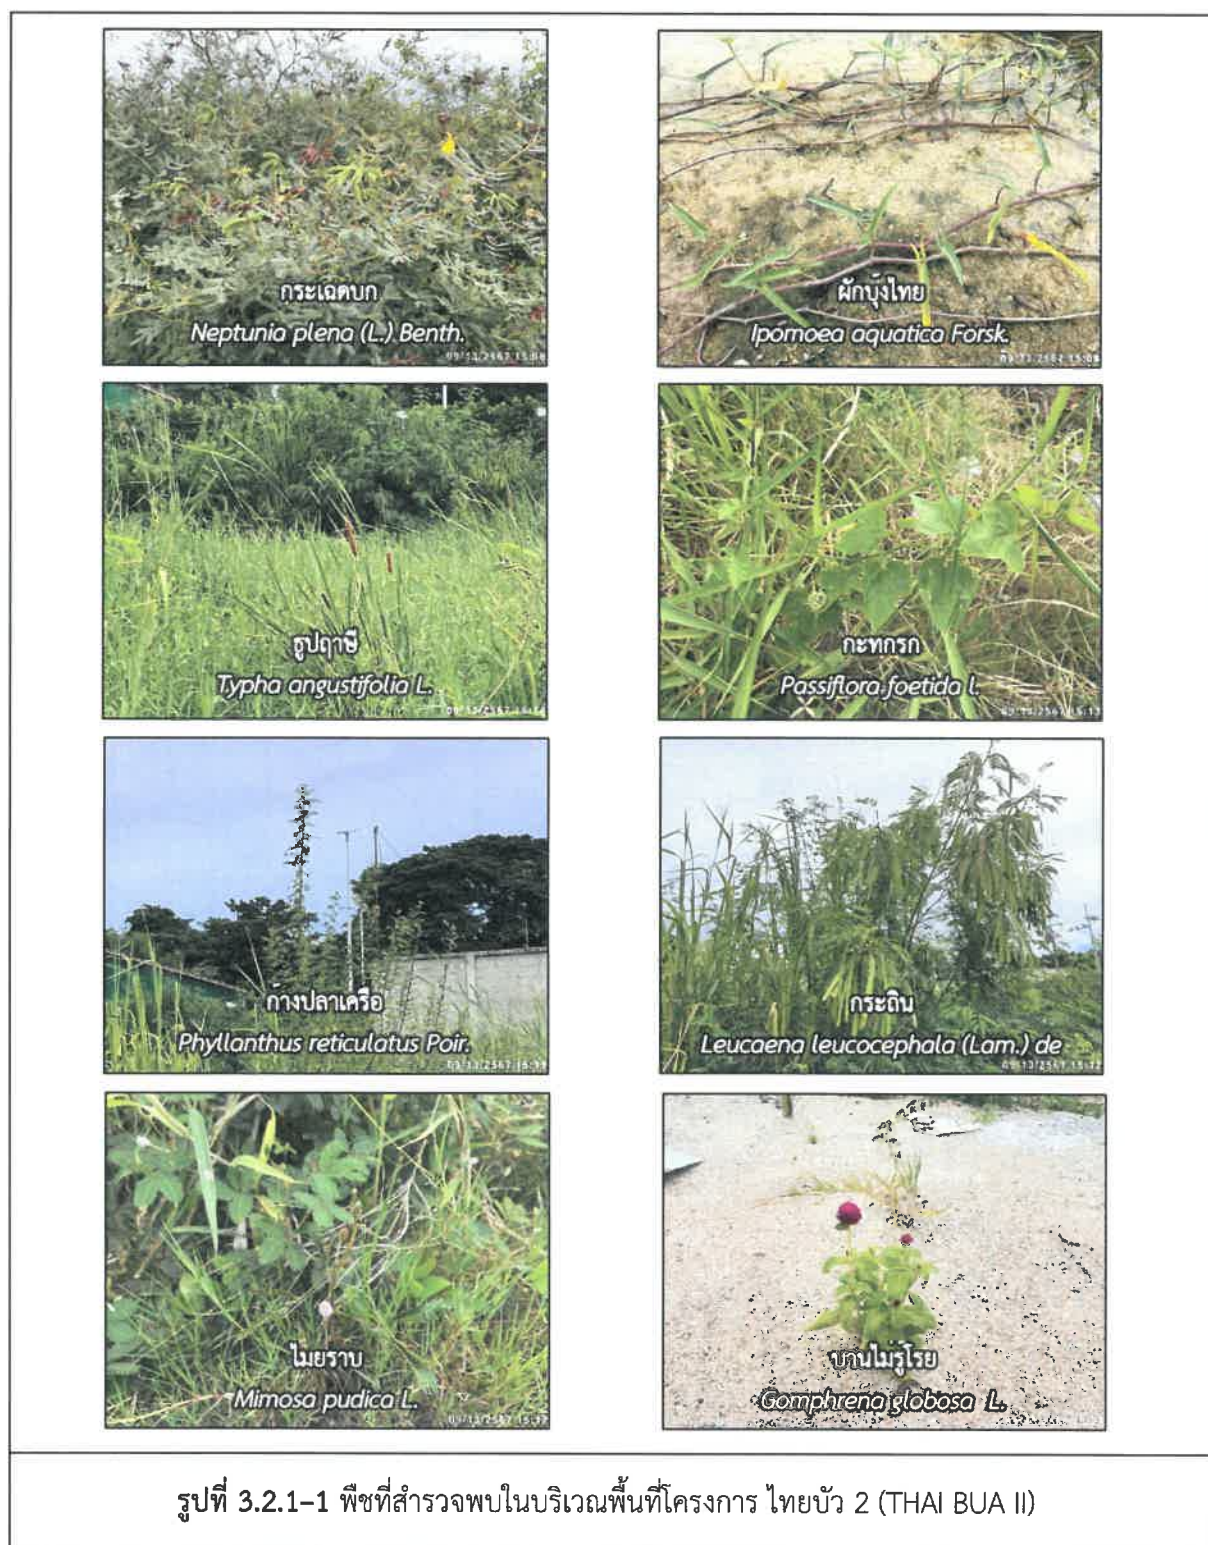 กระเฉดบก
Neptunia plena (L.) Benth.
ผักบุ้งไทย
Ipomoea aquatica Forsk.
ธูปฤาษี
Typha angustifolia L.
กะทกรก
Passiflora foetida l.
ก้างปลาเครือ
Phyllanthus reticulatus Poir.
กระถิน
Leucaena leucocephala (Lam.) de
ไมยราบ
Mimosa pudica L.
บานไม่รู้โรย
Gomphrena globosa L.
รูปที่ 3.2.1–1 พืชที่สำรวจพบในบริเวณพื้นที่โครงการ ไทยบัว 2 (THAI BUA II)